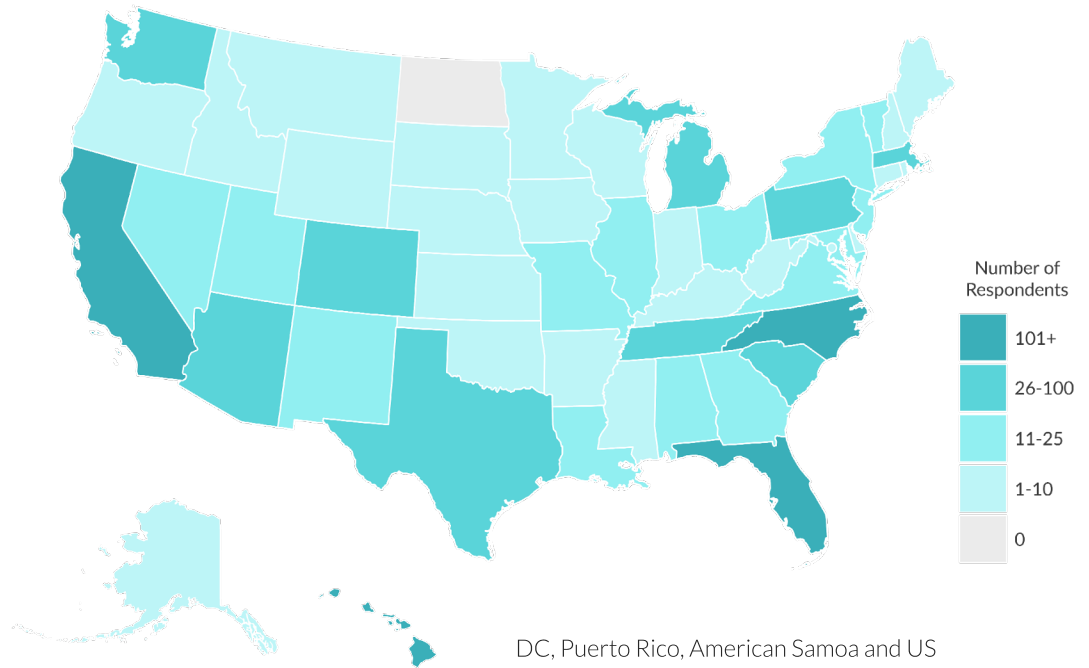 Number of
Respondents
101+
26-100
11-25
1-10
0
DC, Puerto Rico, American Samoa and US